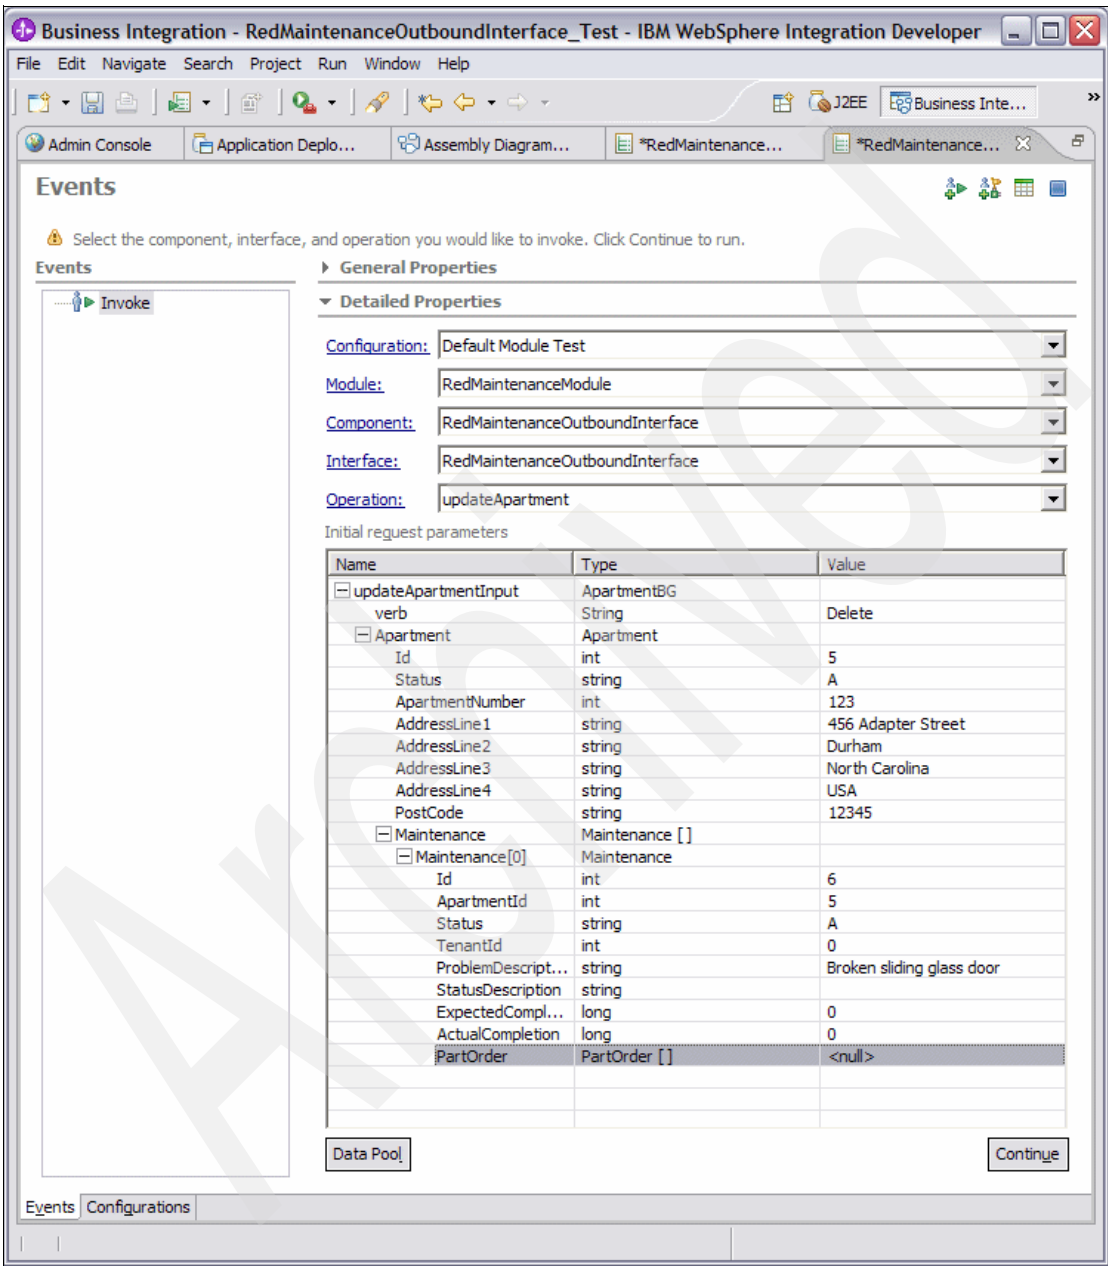 Business Integration - RedMaintenanceOutboundInterface_Test - IBM WebSphere Integration Developer
File Edit Navigate Search Project Run Window Help
J2EE Business Inte... »
Admin Console Application Deplo... Assembly Diagram... *RedMaintenance... *RedMaintenance...
Events
Select the component, interface, and operation you would like to invoke. Click Continue to run.
Events General Properties
Invoke Detailed Properties
Configuration: Default Module Test
Module: RedMaintenanceModule
Component: RedMaintenanceOutboundInterface
Interface: RedMaintenanceOutboundInterface
Operation: updateApartment
Initial request parameters
Name Type Value
updateApartmentInput ApartmentBG
verb String Delete
Apartment Apartment
Id int 5
Status string A
ApartmentNumber int 123
AddressLine1 string 456 Adapter Street
AddressLine2 string Durham
AddressLine3 string North Carolina
AddressLine4 string USA
PostCode string 12345
Maintenance Maintenance []
Maintenance[0] Maintenance
Id int 6
ApartmentId int 5
Status string A
TenantId int 0
ProblemDescript... string Broken sliding glass door
StatusDescription string
ExpectedCompl... long 0
ActualCompletion long 0
PartOrder PartOrder [] <null>
Data Pool Continue
Events Configurations
Archived